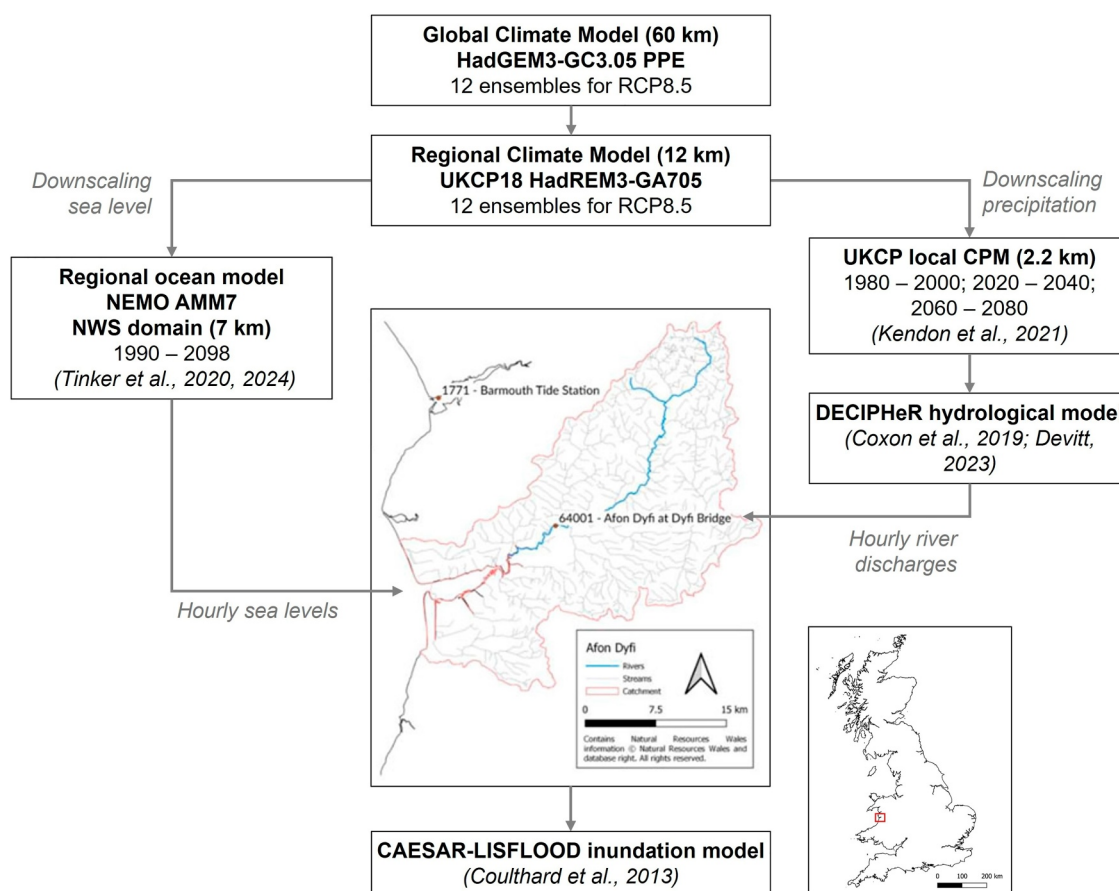 Global Climate Model (60 km)
HadGEM3-GC3.05 PPE
12 ensembles for RCP8.5
Regional Climate Model (12 km)
UKCP18 HadREM3-GA705
12 ensembles for RCP8.5
Downscaling
sea level
Downscaling
precipitation
Regional ocean model
NEMO AMM7
NWS domain (7 km)
1990 – 2098
(Tinker et al., 2020, 2024)
UKCP local CPM (2.2 km)
1980 – 2000; 2020 – 2040;
2060 – 2080
(Kendon et al., 2021)
DECIPHeR hydrological mode
(Coxon et al., 2019; Devitt,
2023)
1771 - Barmouth Tide Station
64001 - Afon Dyfi at Dyfi Bridge
Hourly river
discharges
Hourly sea levels
Afon Dyfi
Rivers
Streams
Catchment
0 7.5 15 km
Contains Natural Resources Wales
information © Natural Resources Wales and
database right. All rights reserved.
0 100 200 km
CAESAR-LISFLOOD inundation model
(Coulthard et al., 2013)